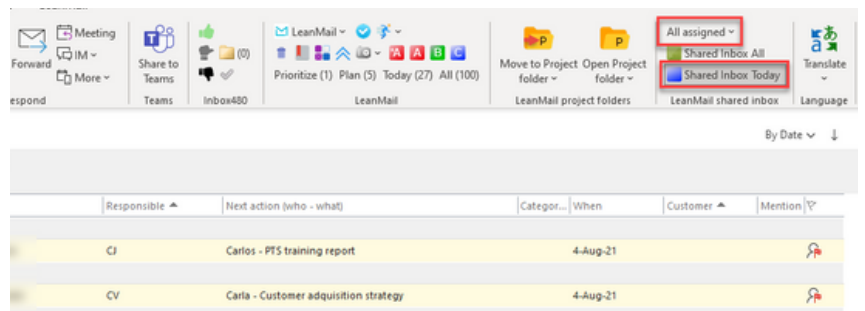 Meeting
All assigned
Forward
IM
Share to
Teams
(0)
LeanMail
A A B C
P
P
Shared Inbox All
あ
a
Translate
More
Prioritize (1) Plan (5) Today (27) All (100)
Move to Project
folder
Open Project
folder
Shared Inbox Today
espond
Teams
Inbox480
LeanMail
LeanMail project folders
LeanMail shared inbox
Language
By Date ↓
Responsible
Next action (who - what)
Categor...
When
Customer
Mention
CJ
Carlos - PTS training report
4-Aug-21
CV
Carla - Customer adquisition strategy
4-Aug-21